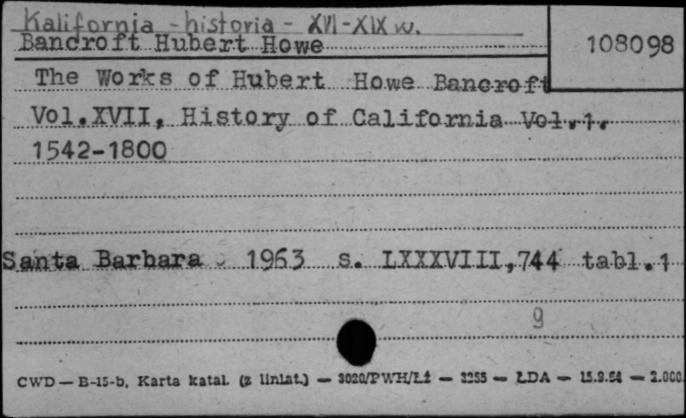 Kalifornia - historia - XVI-XIX w.
Bancroft Hubert Howe
108098
The Works of Hubert Howe Bancroft
Vol.XVII, History of California Vol.1.
1542-1800
Santa Barbara 1963 s. LXXXVIII,744 tabl.1
9
CWD — B-15-b, Karta katal. (z liniat.) — 3020/PWH/Łź — 3255 — ŁDA — 15.9.54 — 2.000.